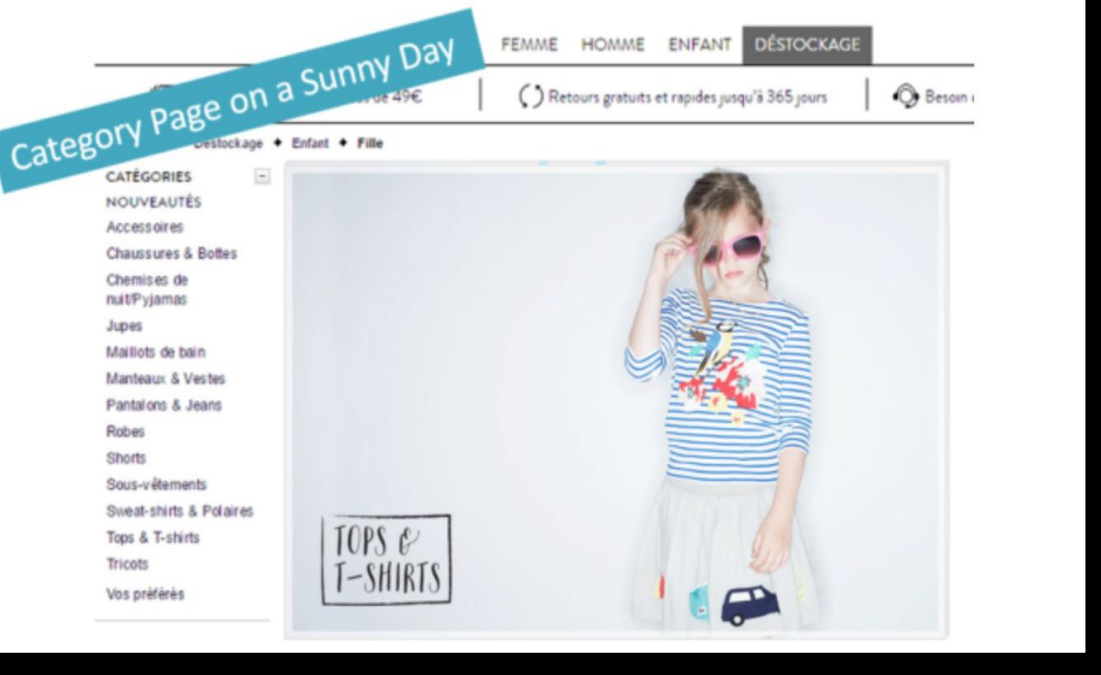 Category Page on a Sunny Day
FEMME HOMME ENFANT DÉSTOCKAGE
de 49€ | Retours gratuits et rapides jusqu'à 365 jours | Besoin
Déstockage ♦ Enfant ♦ Fille
CATÉGORIES
NOUVEAUTÉS
Accessoires
Chaussures & Bottes
Chemises de
nuit/Pyjamas
Jupes
Maillots de bain
Manteaux & Vestes
Pantalons & Jeans
Robes
Shorts
Sous-vêtements
Sweat-shirts & Polaires
Tops & T-shirts
Tricots
Vos préférés
TOPS &
T-SHIRTS